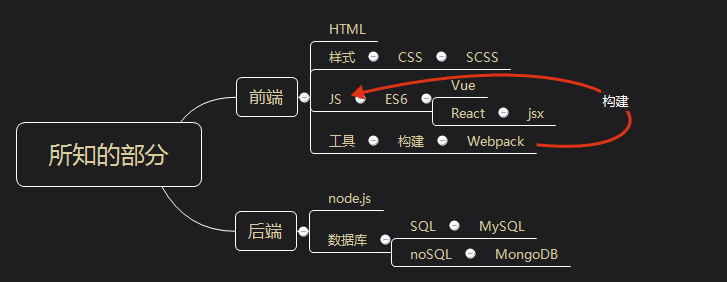 所知的部分
前端
HTML
样式 CSS SCSS
JS ES6 Vue
React jsx
构建
工具 构建 Webpack
后端
node.js
数据库 SQL MySQL
noSQL MongoDB